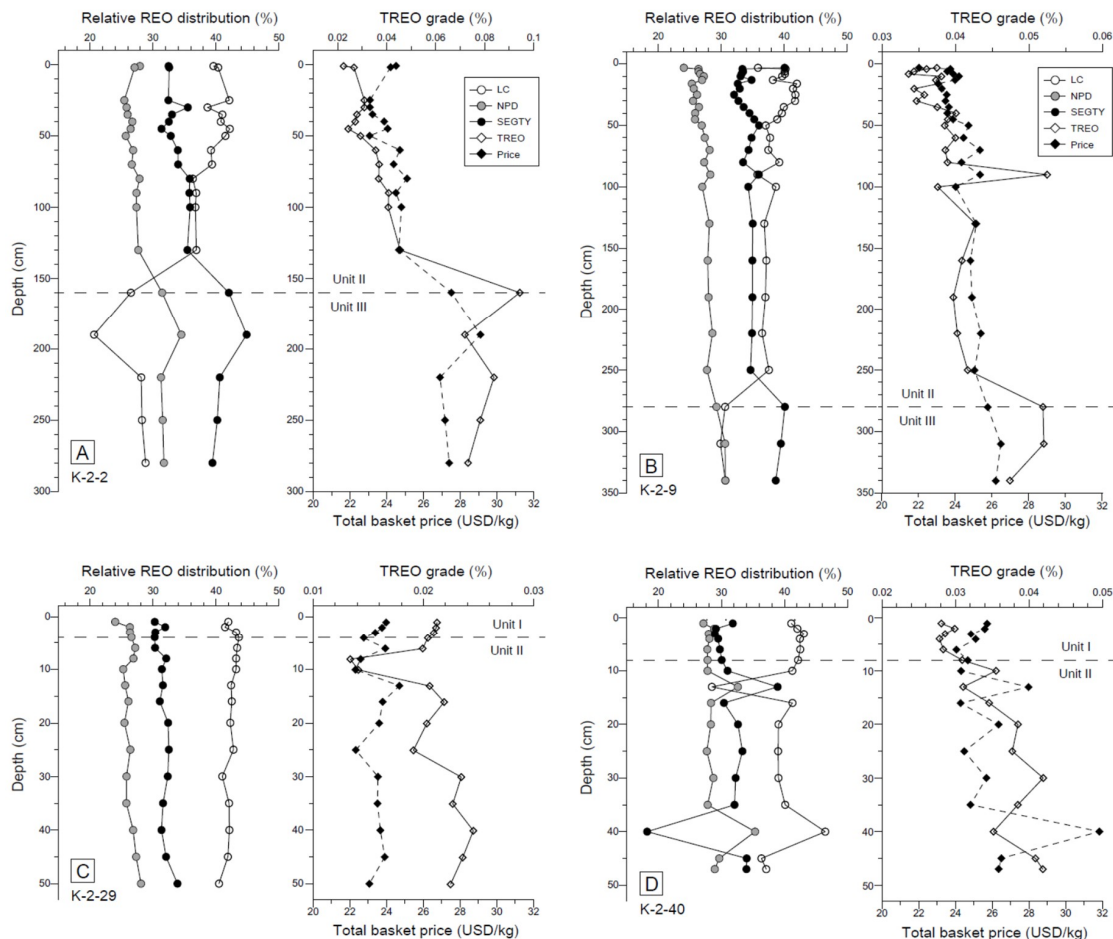 Relative REO distribution (%)
TREO grade (%)
20 30 40 50
0.02 0.04 0.06 0.08 0.1
0
50
100
150
200
250
300
Depth (cm)
LC
NPD
SEGTY
TREO
Price
Unit II
Unit III
A
K-2-2
20 22 24 26 28 30 32
Total basket price (USD/kg)
Relative REO distribution (%)
TREO grade (%)
20 30 40 50 60
0.03 0.04 0.05 0.06
0
50
100
150
200
250
300
350
Depth (cm)
LC
NPD
SEGTY
TREO
Price
Unit II
Unit III
B
K-2-9
20 22 24 26 28 30 32
Total basket price (USD/kg)
Relative REO distribution (%)
TREO grade (%)
20 30 40 50
0.01 0.02 0.03
0
10
20
30
40
50
Depth (cm)
Unit I
Unit II
C
K-2-29
20 22 24 26 28 30 32
Total basket price (USD/kg)
Relative REO distribution (%)
TREO grade (%)
10 20 30 40 50 60
0.02 0.03 0.04 0.05
0
10
20
30
40
50
Depth (cm)
Unit I
Unit II
D
K-2-40
20 22 24 26 28 30 32
Total basket price (USD/kg)